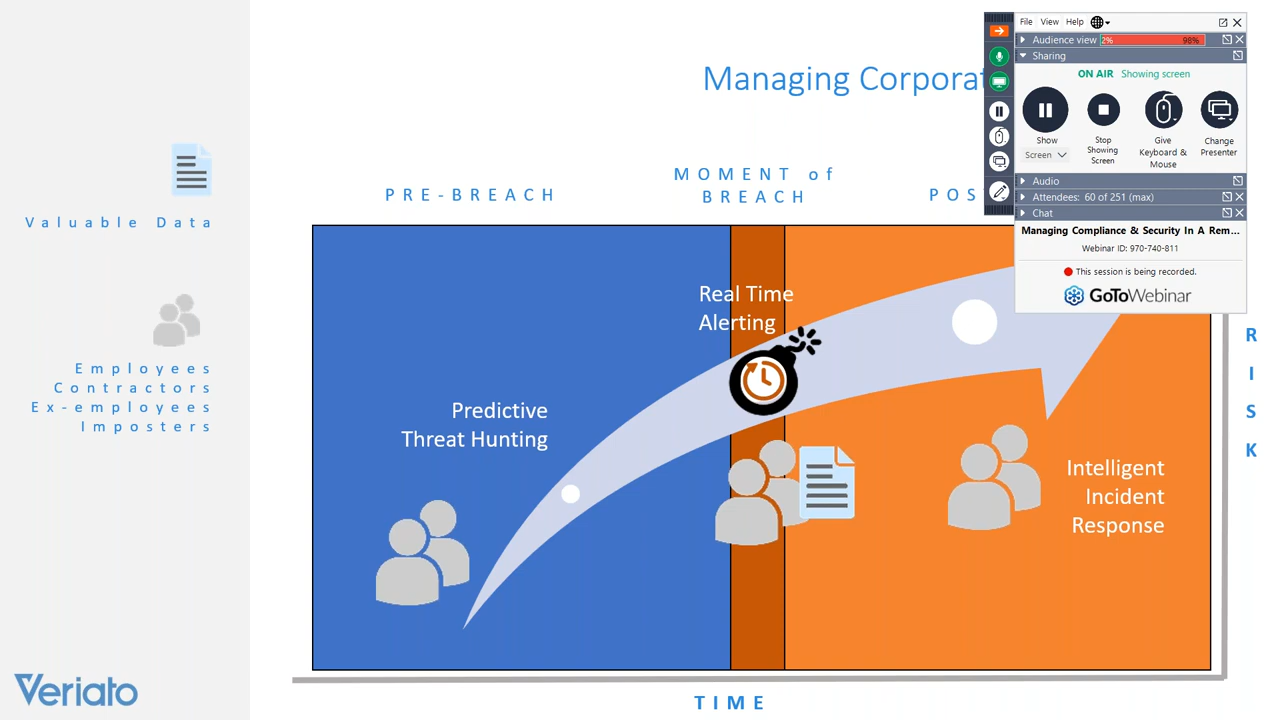 Managing Corporat
PRE-BREACH
MOMENT of
BREACH
POS
Valuable Data
Employees
Contractors
Ex-employees
Imposters
Real Time
Alerting
Predictive
Threat Hunting
Intelligent
Incident
Response
R
I
S
K
TIME
Veriato
File View Help
Audience view 2% 98%
Sharing
ON AIR Showing screen
Show
Screen
Stop
Showing
Screen
Give
Keyboard &
Mouse
Change
Presenter
Audio
Attendees: 60 of 251 (max)
Chat
Managing Compliance & Security In A Rem...
Webinar ID: 970-740-811
This session is being recorded.
GoToWebinar